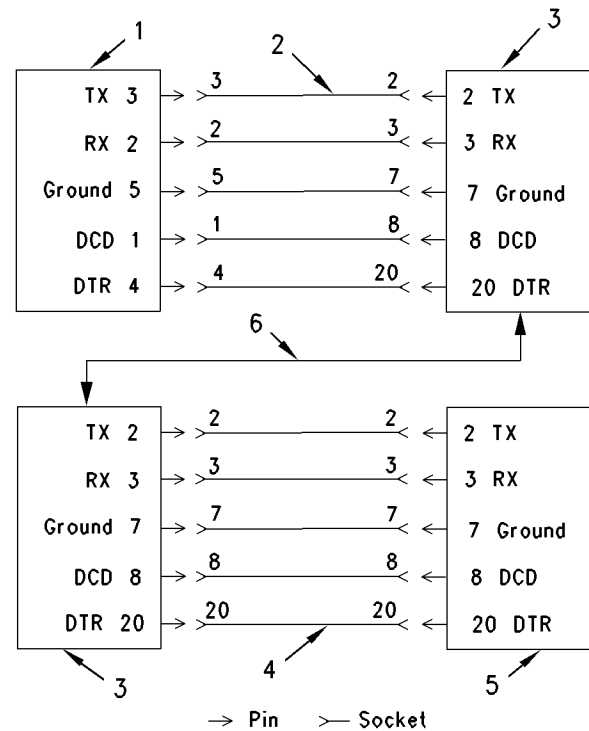 1
2
3
TX 3
3
2
2 TX
RX 2
2
3
3 RX
Ground 5
5
7
7 Ground
DCD 1
1
8
8 DCD
DTR 4
4
20
20 DTR
6
TX 2
2
2
2 TX
RX 3
3
3
3 RX
Ground 7
7
7
7 Ground
DCD 8
8
8
8 DCD
DTR 20
20
20
20 DTR
3
4
5
Pin
Socket